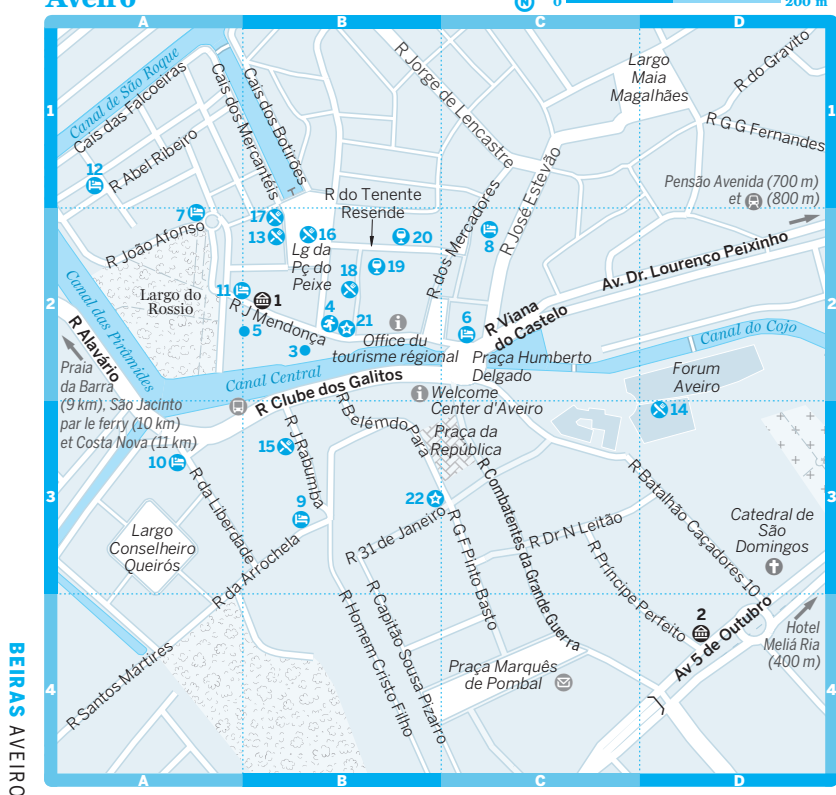 Aveiro
N 0 200 m
A B C D
1
1
Canal de São Roque
Cais das Falcoeiras
Cais dos Mercantéis
Cais dos Botirões
R Jorge de Lencastre
Largo
Maia
Magalhães
R do Gravito
R G G Fernandes
12
R Abel Ribeiro
R do Tenente
Resende
R José Estevão
Pensão Avenida (700 m)
et (800 m)
7
17
13
16
20
8
R João Afonso
Lg da
Pç do
Peixe
19
18
R dos Mercadores
Av. Dr. Lourenço Peixinho
2
2
Canal das Pirâmides
Largo do
Rossio
11
1
R J Mendonça
5
3
4
21
6
R Viana
do Castelo
Office du
tourisme régional
Praça Humberto
Delgado
Canal do Cojo
R Alavário
Canal Central
R Clube dos Galitos
Forum
Aveiro
14
Praia
da Barra
(9 km), São Jacinto
par le ferry (10 km)
et Costa Nova (11 km)
Welcome
Center d'Aveiro
R Belémdo Pará
Praça da
República
15
R J Rabumba
10
3
3
22
9
R da Liberdade
R Combatentes da Grande Guerra
R Batalhão Caçadores 10
Largo
Conselheiro
Queirós
R 31 de Janeiro
R Dr N Leitão
Catedral de
São
Domingos
R da Arrochela
R G F Pinto Basto
R Príncipe Perfeito
R Capitão Sousa Pizarro
R Homem Cristo Filho
2
Av 5 de Outubro
Hotel
Meliá Ria
(400 m)
Praça Marquês
de Pombal
R Santos Mártires
4
4
A B C D
BEIRAS AVEIRO